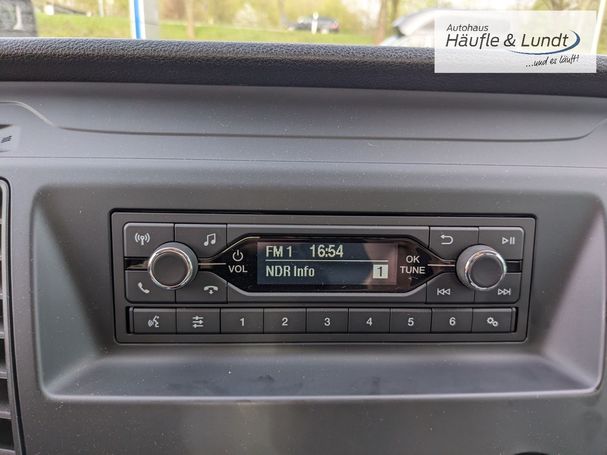 Autohaus
Häufle & Lundt
...und es läuft!
FM 1 16:54
NDR Info 1
VOL
OK
TUNE
1 2 3 4 5 6